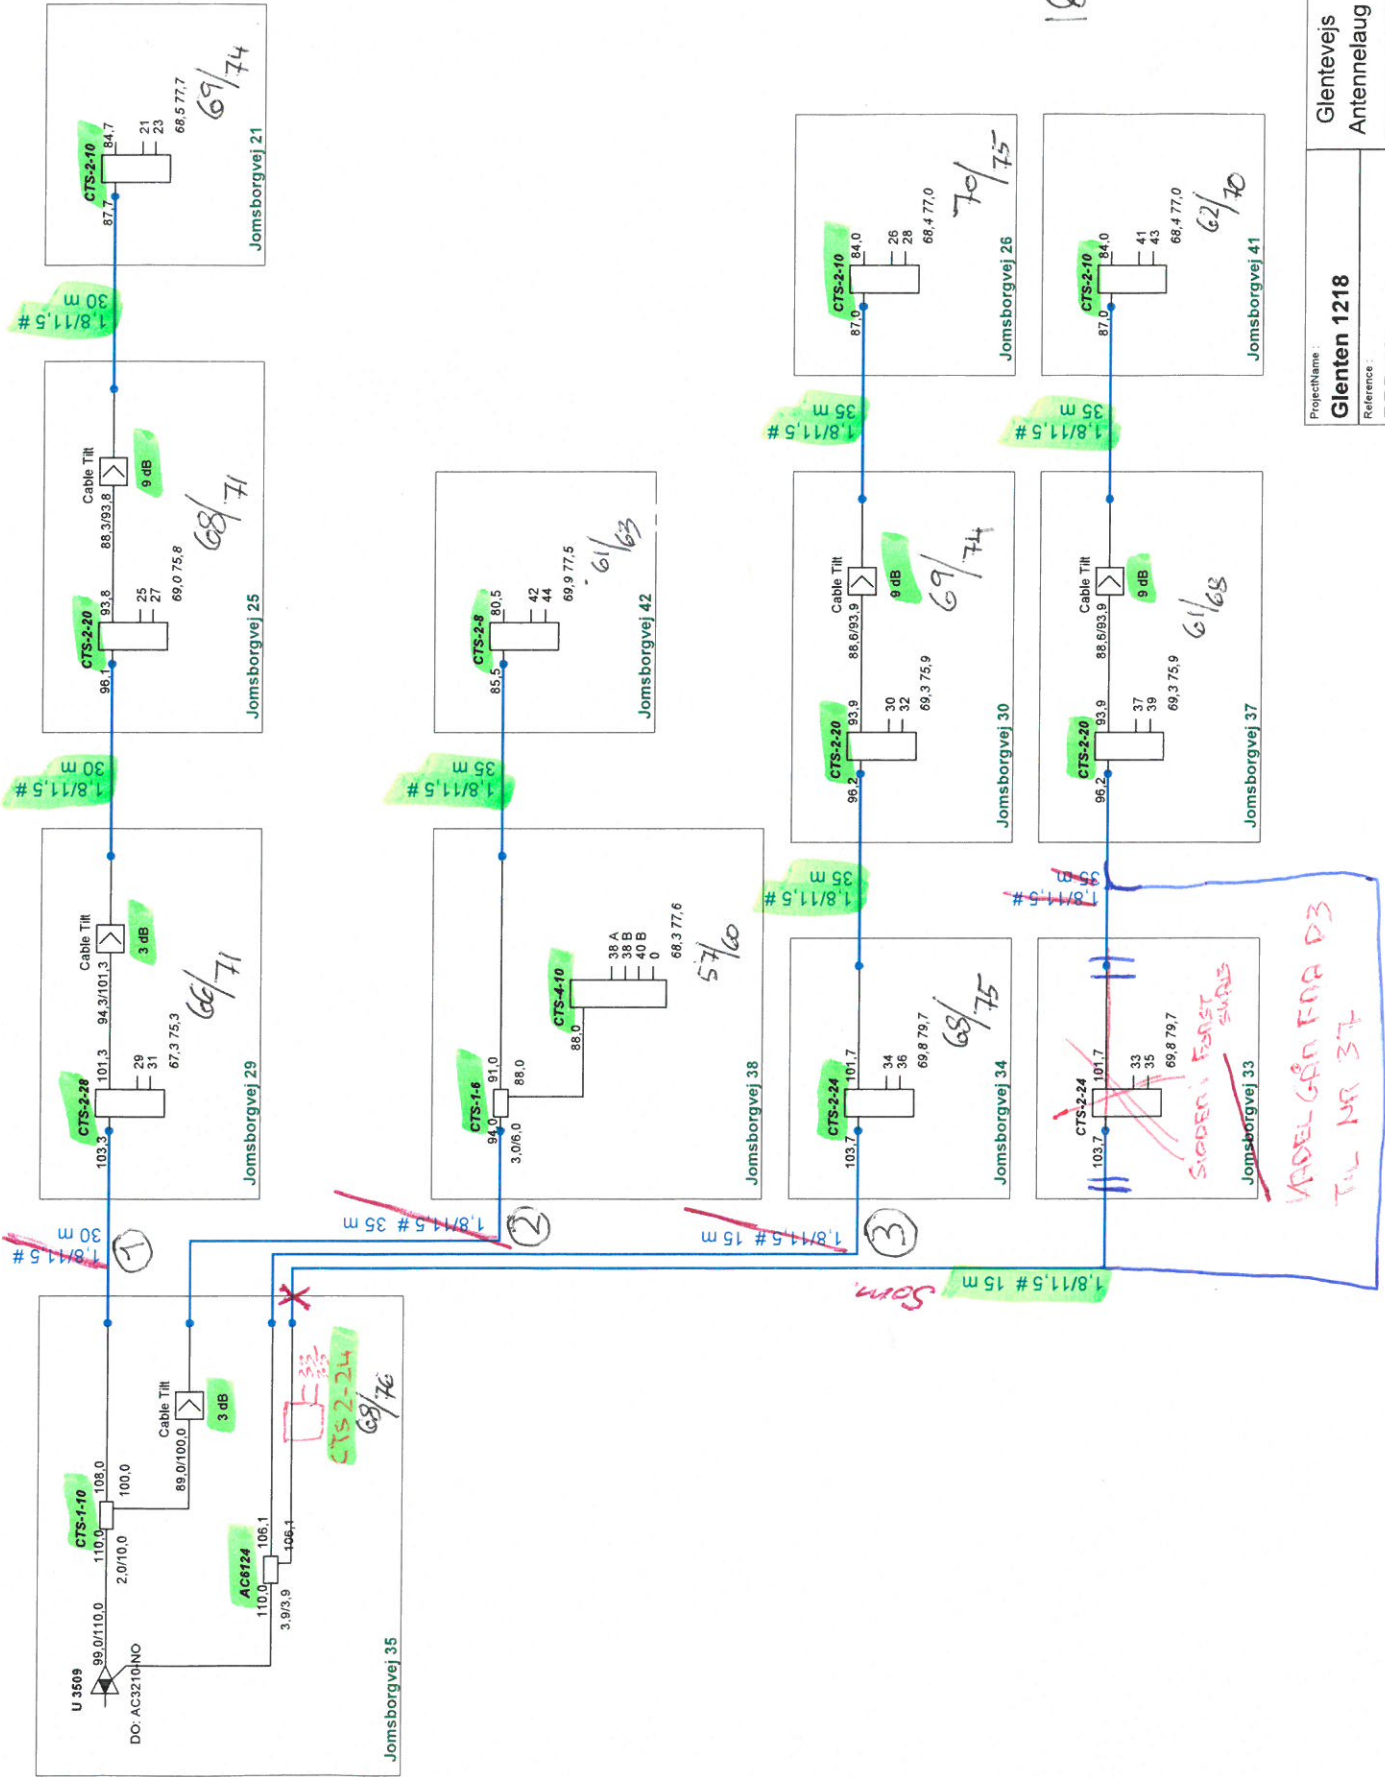 U 3509
99,0/110,0
DO: AC3210-NO
CTS-1-10
110,0 108,0
2,0/10,0
100,0
Cable Tilt
89,0/100,0
3 dB
AC6124
110,0 106,1
3,9/3,9
106,1
CTS 2-24
68/76
Jomsborgvej 35
1,8/11,5 #
30 m
1
CTS-2-28
103,3 101,3
29
31
67,3 75,3
94,3/101,3
Cable Tilt
3 dB
66/71
Jomsborgvej 29
1,8/11,5 #
30 m
CTS-2-20
96,1 93,8
25
27
69,0 75,8
88,3/93,8
Cable Tilt
9 dB
68/71
Jomsborgvej 25
1,8/11,5 #
30 m
CTS-2-10
87,7 84,7
21
23
68,5 77,7
69/74
Jomsborgvej 21
1,8/11,5 # 35 m
2
CTS-1-6
94,0 91,0
3,0/6,0
88,0
CTS-4-10
88,0
38 A
38 B
40 B
0
68,3 77,6
57/60
Jomsborgvej 38
1,8/11,5 #
35 m
CTS-2-8
85,5 80,5
42
44
69,9 77,5
61/63
Jomsborgvej 42
1,8/11,5 # 15 m
3
CTS-2-24
103,7 101,7
34
36
69,8 79,7
68/75
Jomsborgvej 34
1,8/11,5 #
35 m
CTS-2-20
96,2 93,9
30
32
69,3 75,9
88,6/93,9
Cable Tilt
9 dB
69/74
Jomsborgvej 30
1,8/11,5 #
35 m
CTS-2-10
87,0 84,0
26
28
68,4 77,0
70/75
Jomsborgvej 26
1,8/11,5 # 15 m
50m
CTS-2-24
103,7 101,7
33
35
69,8 79,7
SIDDER I FØRST
SKAB
Jomsborgvej 33
KABEL GÅR FRA D3
TIL NR 37
1,8/11,5 #
35 m
CTS-2-20
96,2 93,9
37
39
69,3 75,9
88,6/93,9
Cable Tilt
9 dB
61/68
Jomsborgvej 37
1,8/11,5 #
35 m
CTS-2-10
87,0 84,0
41
43
68,4 77,0
62/70
Jomsborgvej 41
ProjectName :
Glenten 1218
Reference :
Glentevejs
Antennelaug